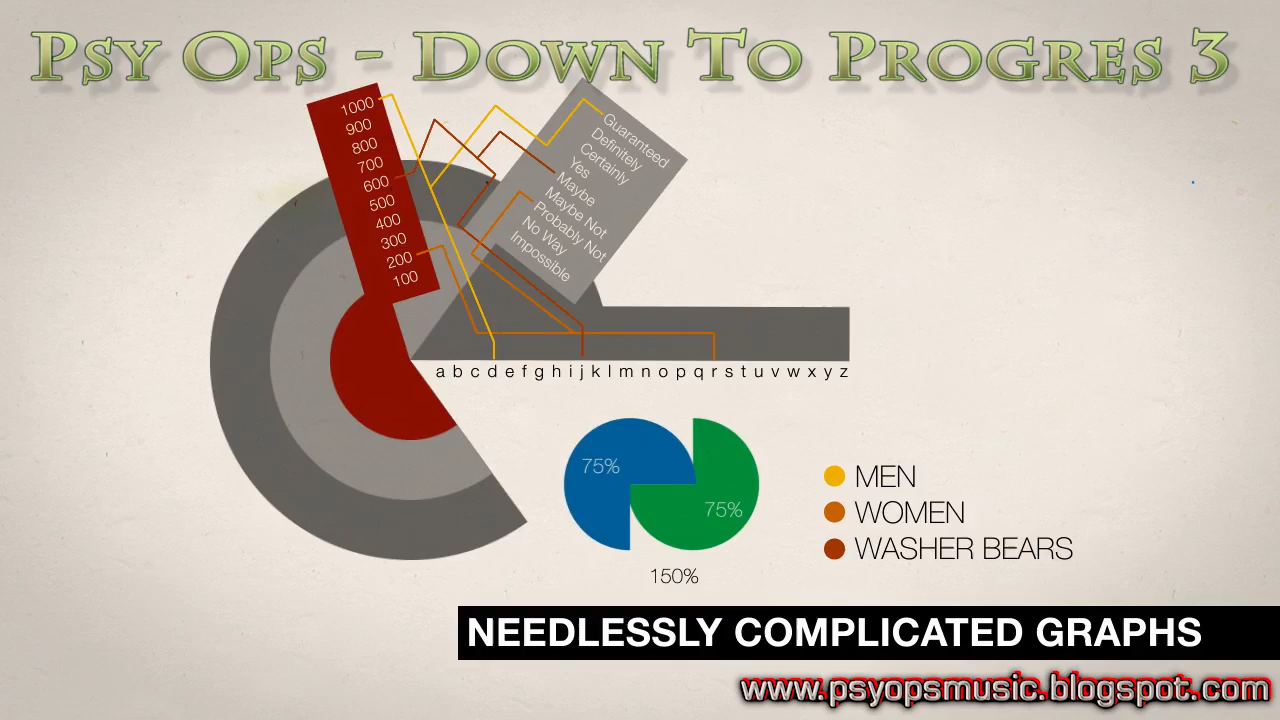 Psy Ops - Down To Progres 3
1000
900
800
700
600
500
400
300
200
100
Guaranteed
Definitely
Certainly
Yes
Maybe
Maybe Not
Probably Not
No Way
Impossible
a b c d e f g h i j k l m n o p q r s t u v w x y z
75%
75%
150%
MEN
WOMEN
WASHER BEARS
NEEDLESSLY COMPLICATED GRAPHS
www.psyopsmusic.blogspot.com